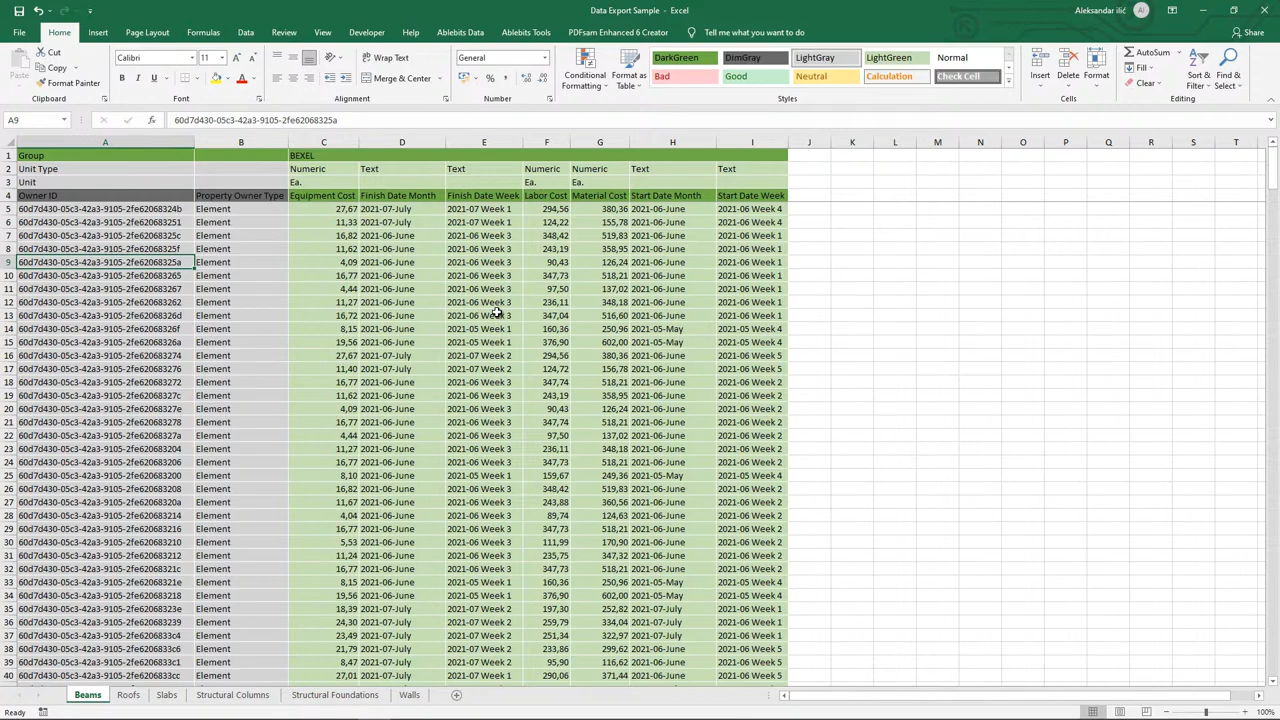 Data Export Sample - Excel
Aleksandar ilić
AI
File Home Insert Page Layout Formulas Data Review View Developer Help Ablebits Data Ablebits Tools PDFsam Enhanced 6 Creator Tell me what you want to do Share
Paste
Cut
Copy
Format Painter
Clipboard
Calibri 11
B I U
Font
Wrap Text
Merge & Center
Alignment
General
Number
Conditional Formatting
Format as Table
DarkGreen DimGray LightGray LightGreen Normal
Bad Good Neutral Calculation Check Cell
Styles
Insert Delete Format
Cells
AutoSum
Fill
Clear
Sort & Filter
Find & Select
Editing
A9 fx 60d7d430-05c3-42a3-9105-2fe62068325a
A B C D E F G H I J K L M N O P Q R S T
1 Group BEXEL
2 Unit Type Numeric Text Text Numeric Numeric Text Text
3 Unit Ea. Ea. Ea.
Owner ID Property Owner Type Equipment Cost Finish Date Month Finish Date Week Labor Cost Material Cost Start Date Month Start Date Week
5 60d7d430-05c3-42a3-9105-2fe62068324b Element 27,67 2021-07-July 2021-07 Week 1 294,56 380,36 2021-06-June 2021-06 Week 4
6 60d7d430-05c3-42a3-9105-2fe620683251 Element 11,33 2021-07-July 2021-07 Week 1 124,22 155,78 2021-06-June 2021-06 Week 4
7 60d7d430-05c3-42a3-9105-2fe62068325c Element 16,82 2021-06-June 2021-06 Week 3 348,42 519,83 2021-06-June 2021-06 Week 1
8 60d7d430-05c3-42a3-9105-2fe62068325f Element 11,62 2021-06-June 2021-06 Week 3 243,19 358,95 2021-06-June 2021-06 Week 1
9 60d7d430-05c3-42a3-9105-2fe62068325a Element 4,09 2021-06-June 2021-06 Week 3 90,43 126,24 2021-06-June 2021-06 Week 1
10 60d7d430-05c3-42a3-9105-2fe620683265 Element 16,77 2021-06-June 2021-06 Week 3 347,73 518,21 2021-06-June 2021-06 Week 1
11 60d7d430-05c3-42a3-9105-2fe620683267 Element 4,44 2021-06-June 2021-06 Week 3 97,50 137,02 2021-06-June 2021-06 Week 1
12 60d7d430-05c3-42a3-9105-2fe620683262 Element 11,27 2021-06-June 2021-06 Week 3 236,11 348,18 2021-06-June 2021-06 Week 1
13 60d7d430-05c3-42a3-9105-2fe62068326d Element 16,72 2021-06-June 2021-06 Week 3 347,04 516,60 2021-06-June 2021-06 Week 1
14 60d7d430-05c3-42a3-9105-2fe62068326f Element 8,15 2021-06-June 2021-05 Week 1 160,36 250,96 2021-05-May 2021-05 Week 4
15 60d7d430-05c3-42a3-9105-2fe62068326a Element 19,56 2021-06-June 2021-05 Week 1 376,90 602,00 2021-05-May 2021-05 Week 4
16 60d7d430-05c3-42a3-9105-2fe620683274 Element 27,67 2021-07-July 2021-07 Week 2 294,56 380,36 2021-06-June 2021-06 Week 5
17 60d7d430-05c3-42a3-9105-2fe620683276 Element 11,40 2021-07-July 2021-07 Week 2 124,72 156,78 2021-06-June 2021-06 Week 5
18 60d7d430-05c3-42a3-9105-2fe620683272 Element 16,77 2021-06-June 2021-06 Week 3 347,74 518,21 2021-06-June 2021-06 Week 2
19 60d7d430-05c3-42a3-9105-2fe62068327c Element 11,62 2021-06-June 2021-06 Week 3 243,19 358,95 2021-06-June 2021-06 Week 2
20 60d7d430-05c3-42a3-9105-2fe62068327e Element 4,09 2021-06-June 2021-06 Week 3 90,43 126,24 2021-06-June 2021-06 Week 2
21 60d7d430-05c3-42a3-9105-2fe620683278 Element 16,77 2021-06-June 2021-06 Week 3 347,74 518,21 2021-06-June 2021-06 Week 2
22 60d7d430-05c3-42a3-9105-2fe62068327a Element 4,44 2021-06-June 2021-06 Week 3 97,50 137,02 2021-06-June 2021-06 Week 2
23 60d7d430-05c3-42a3-9105-2fe620683204 Element 11,27 2021-06-June 2021-06 Week 3 236,11 348,18 2021-06-June 2021-06 Week 2
24 60d7d430-05c3-42a3-9105-2fe620683206 Element 16,77 2021-06-June 2021-06 Week 3 347,73 518,21 2021-06-June 2021-06 Week 2
25 60d7d430-05c3-42a3-9105-2fe620683200 Element 8,10 2021-06-June 2021-05 Week 1 159,67 249,36 2021-05-May 2021-05 Week 4
26 60d7d430-05c3-42a3-9105-2fe620683208 Element 16,82 2021-06-June 2021-06 Week 3 348,42 519,83 2021-06-June 2021-06 Week 2
27 60d7d430-05c3-42a3-9105-2fe62068320a Element 11,67 2021-06-June 2021-06 Week 3 243,88 360,56 2021-06-June 2021-06 Week 2
28 60d7d430-05c3-42a3-9105-2fe620683214 Element 4,04 2021-06-June 2021-06 Week 3 89,74 124,63 2021-06-June 2021-06 Week 2
29 60d7d430-05c3-42a3-9105-2fe620683216 Element 16,77 2021-06-June 2021-06 Week 3 347,73 518,21 2021-06-June 2021-06 Week 2
30 60d7d430-05c3-42a3-9105-2fe620683210 Element 5,53 2021-06-June 2021-06 Week 3 111,99 170,90 2021-06-June 2021-06 Week 2
31 60d7d430-05c3-42a3-9105-2fe620683212 Element 11,24 2021-06-June 2021-06 Week 3 235,75 347,32 2021-06-June 2021-06 Week 2
32 60d7d430-05c3-42a3-9105-2fe62068321c Element 16,77 2021-06-June 2021-06 Week 3 347,73 518,21 2021-06-June 2021-06 Week 2
33 60d7d430-05c3-42a3-9105-2fe62068321e Element 8,15 2021-06-June 2021-05 Week 1 160,36 250,96 2021-05-May 2021-05 Week 4
34 60d7d430-05c3-42a3-9105-2fe620683218 Element 19,56 2021-06-June 2021-05 Week 1 376,90 602,00 2021-05-May 2021-05 Week 4
35 60d7d430-05c3-42a3-9105-2fe62068323e Element 18,39 2021-07-July 2021-07 Week 2 197,30 252,82 2021-07-July 2021-06 Week 1
36 60d7d430-05c3-42a3-9105-2fe620683239 Element 24,30 2021-07-July 2021-07 Week 2 259,79 334,04 2021-07-July 2021-06 Week 1
37 60d7d430-05c3-42a3-9105-2fe6206833c4 Element 23,49 2021-07-July 2021-07 Week 2 251,34 322,97 2021-07-July 2021-06 Week 1
38 60d7d430-05c3-42a3-9105-2fe6206833c6 Element 21,79 2021-07-July 2021-07 Week 2 233,86 299,62 2021-06-June 2021-06 Week 5
39 60d7d430-05c3-42a3-9105-2fe6206833c1 Element 8,47 2021-07-July 2021-07 Week 2 95,90 116,62 2021-06-June 2021-06 Week 5
40 60d7d430-05c3-42a3-9105-2fe6206833cc Element 27,01 2021-07-July 2021-07 Week 1 290,06 371,44 2021-06-June 2021-06 Week 5
Beams Roofs Slabs Structural Columns Structural Foundations Walls
Ready 100%